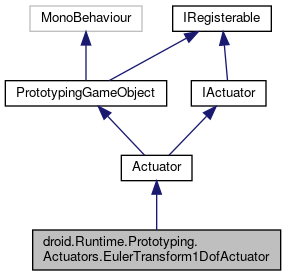 MonoBehaviour
IRegisterable
PrototypingGameObject
IActuator
Actuator
droid.Runtime.Prototyping.
Actuators.EulerTransform1DofActuator